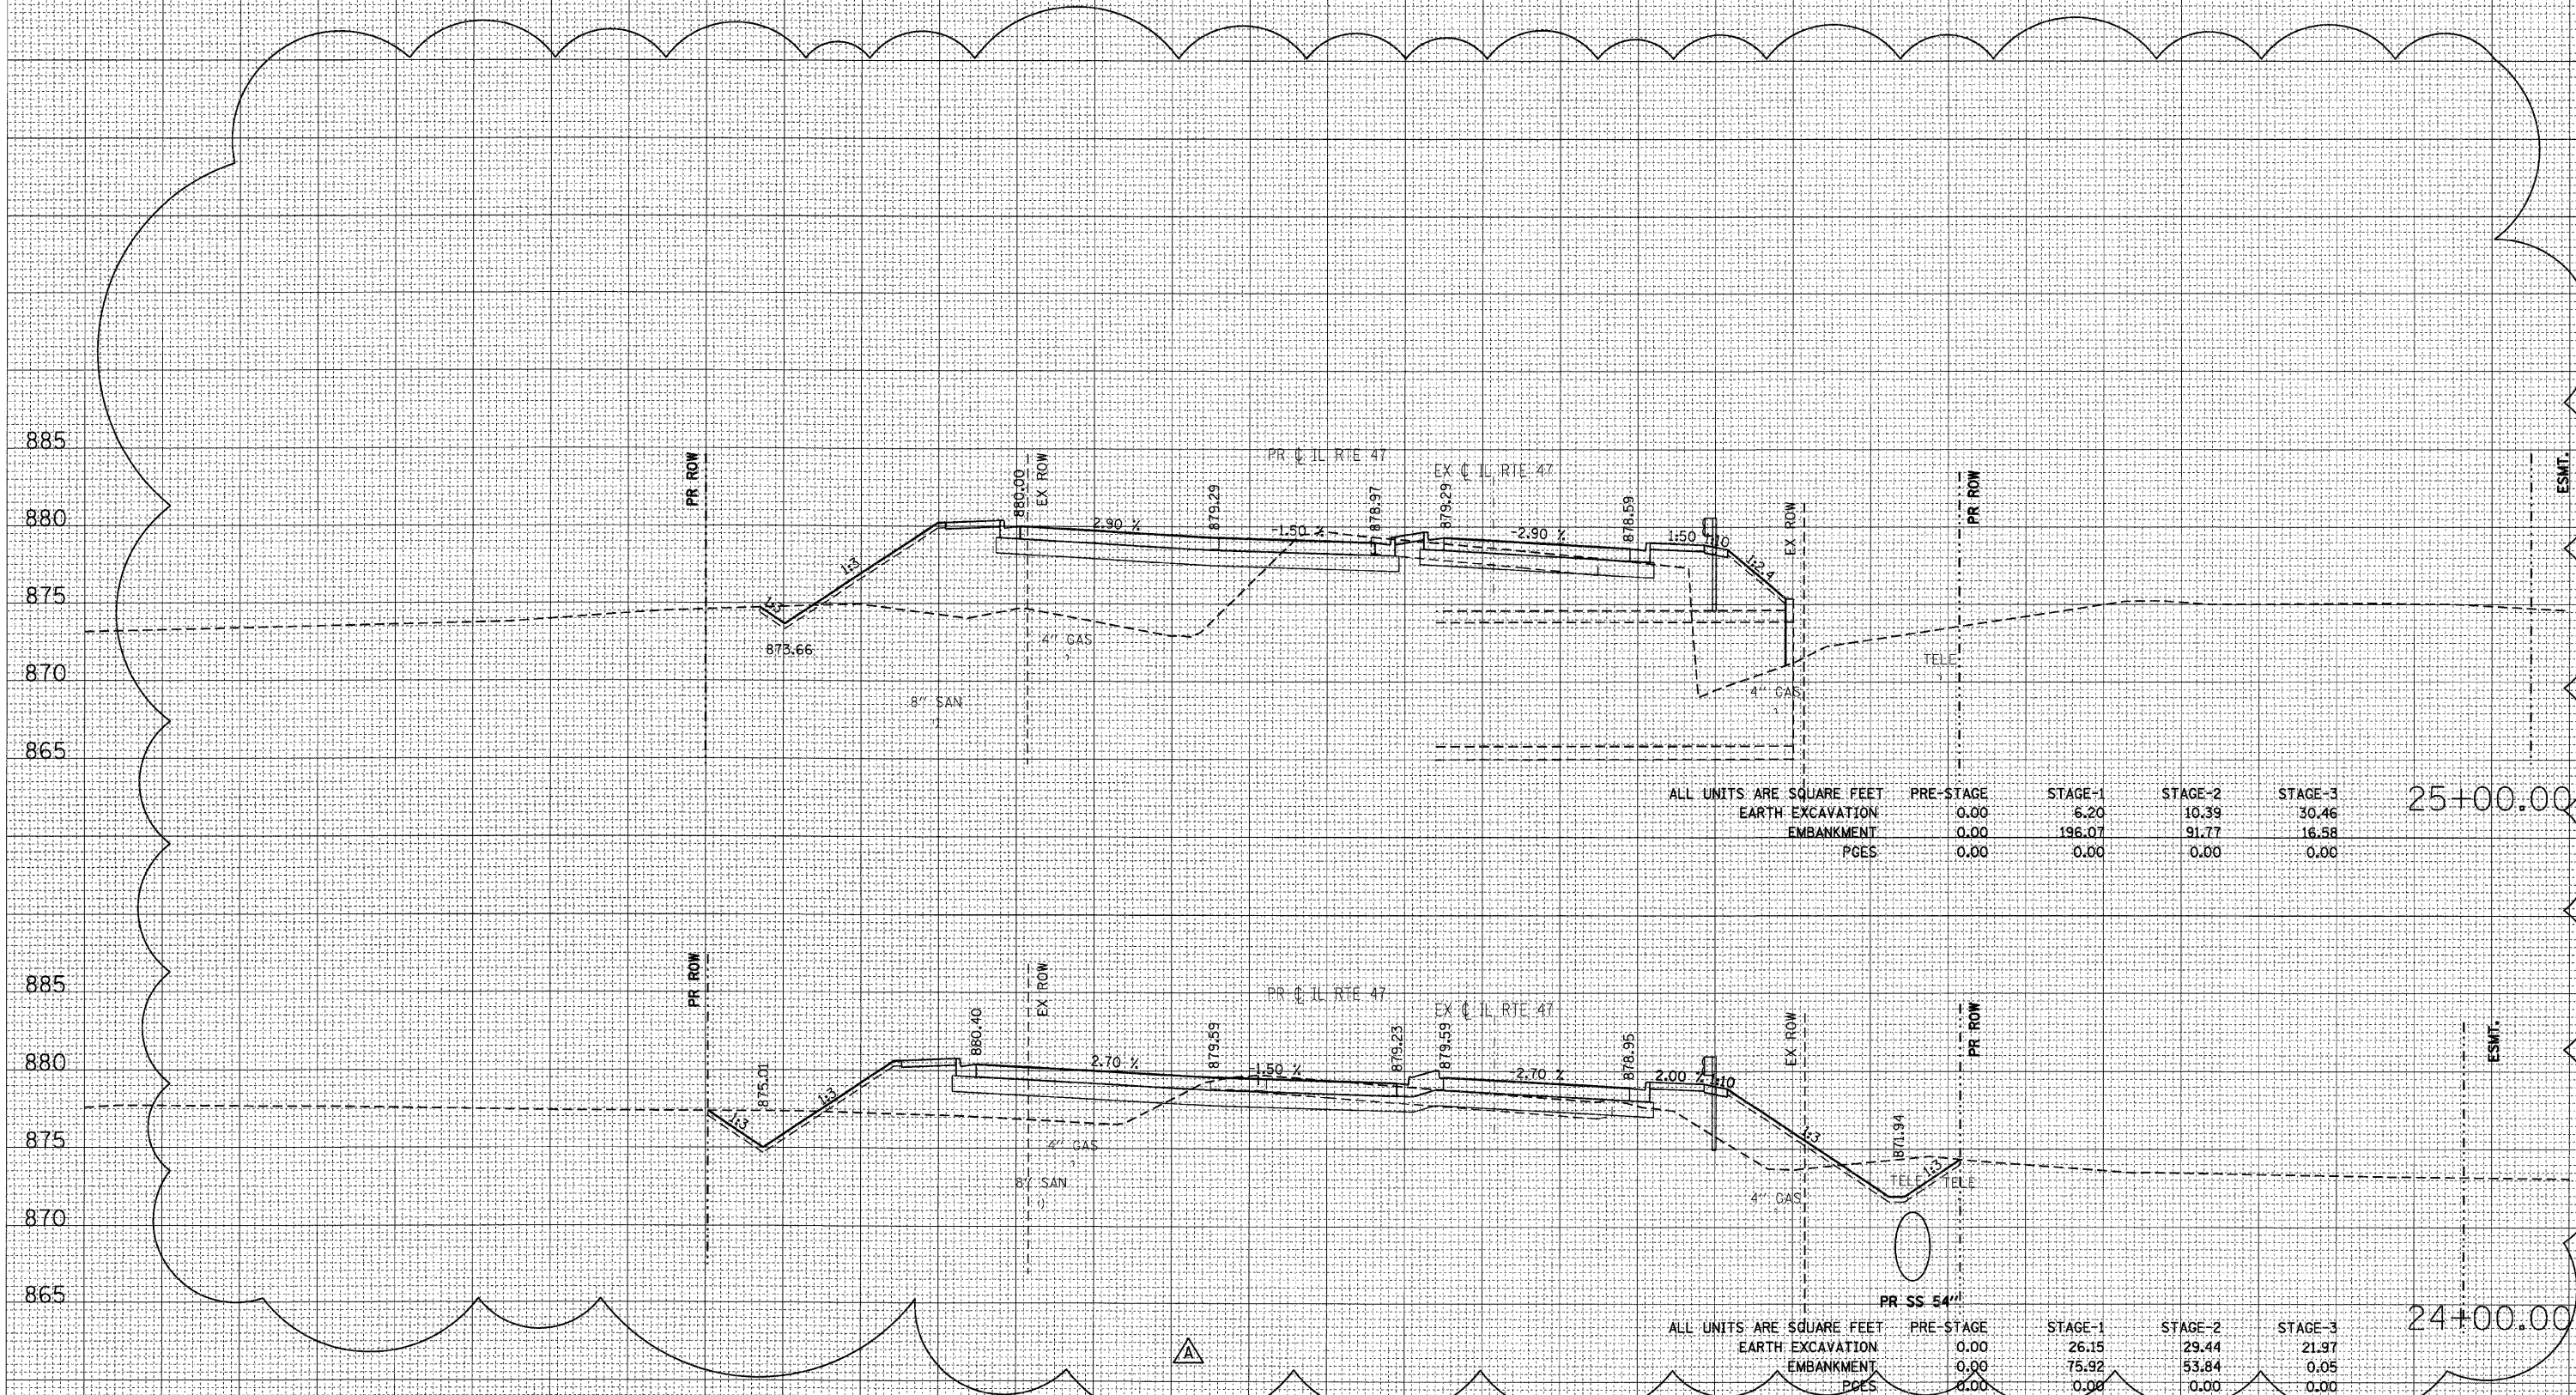 885
880
875
870
865
PR ROW
880.00
EX ROW
879.29
PR ℄ IL RTE 47
878.97
879.29
EX ℄ IL RTE 47
878.59
EX ROW
PR ROW
ESMT.
1:3
1:3
2.90 %
-1.50 %
-2.90 %
1:50
1:10
1:2.4
873.66
4" GAS
8" SAN
4" GAS
TELE
ALL UNITS ARE SQUARE FEET PRE-STAGE STAGE-1 STAGE-2 STAGE-3
EARTH EXCAVATION 0.00 6.20 10.39 30.46
EMBANKMENT 0.00 196.07 91.77 16.58
PGES 0.00 0.00 0.00 0.00
25+00.00
885
880
875
870
865
PR ROW
875.01
880.40
EX ROW
879.59
PR ℄ IL RTE 47
879.23
879.59
EX ℄ IL RTE 47
878.95
EX ROW
871.94
PR ROW
ESMT.
1:3
1:3
2.70 %
-1.50 %
-2.70 %
2.00 %
1:10
1:3
1:3
4" GAS
8" SAN
4" GAS
TELE
TELE
PR SS 54"
ALL UNITS ARE SQUARE FEET PRE-STAGE STAGE-1 STAGE-2 STAGE-3
EARTH EXCAVATION 0.00 26.15 29.44 21.97
EMBANKMENT 0.00 75.92 53.84 0.05
PGES 0.00 0.00 0.00 0.00
24+00.00
A